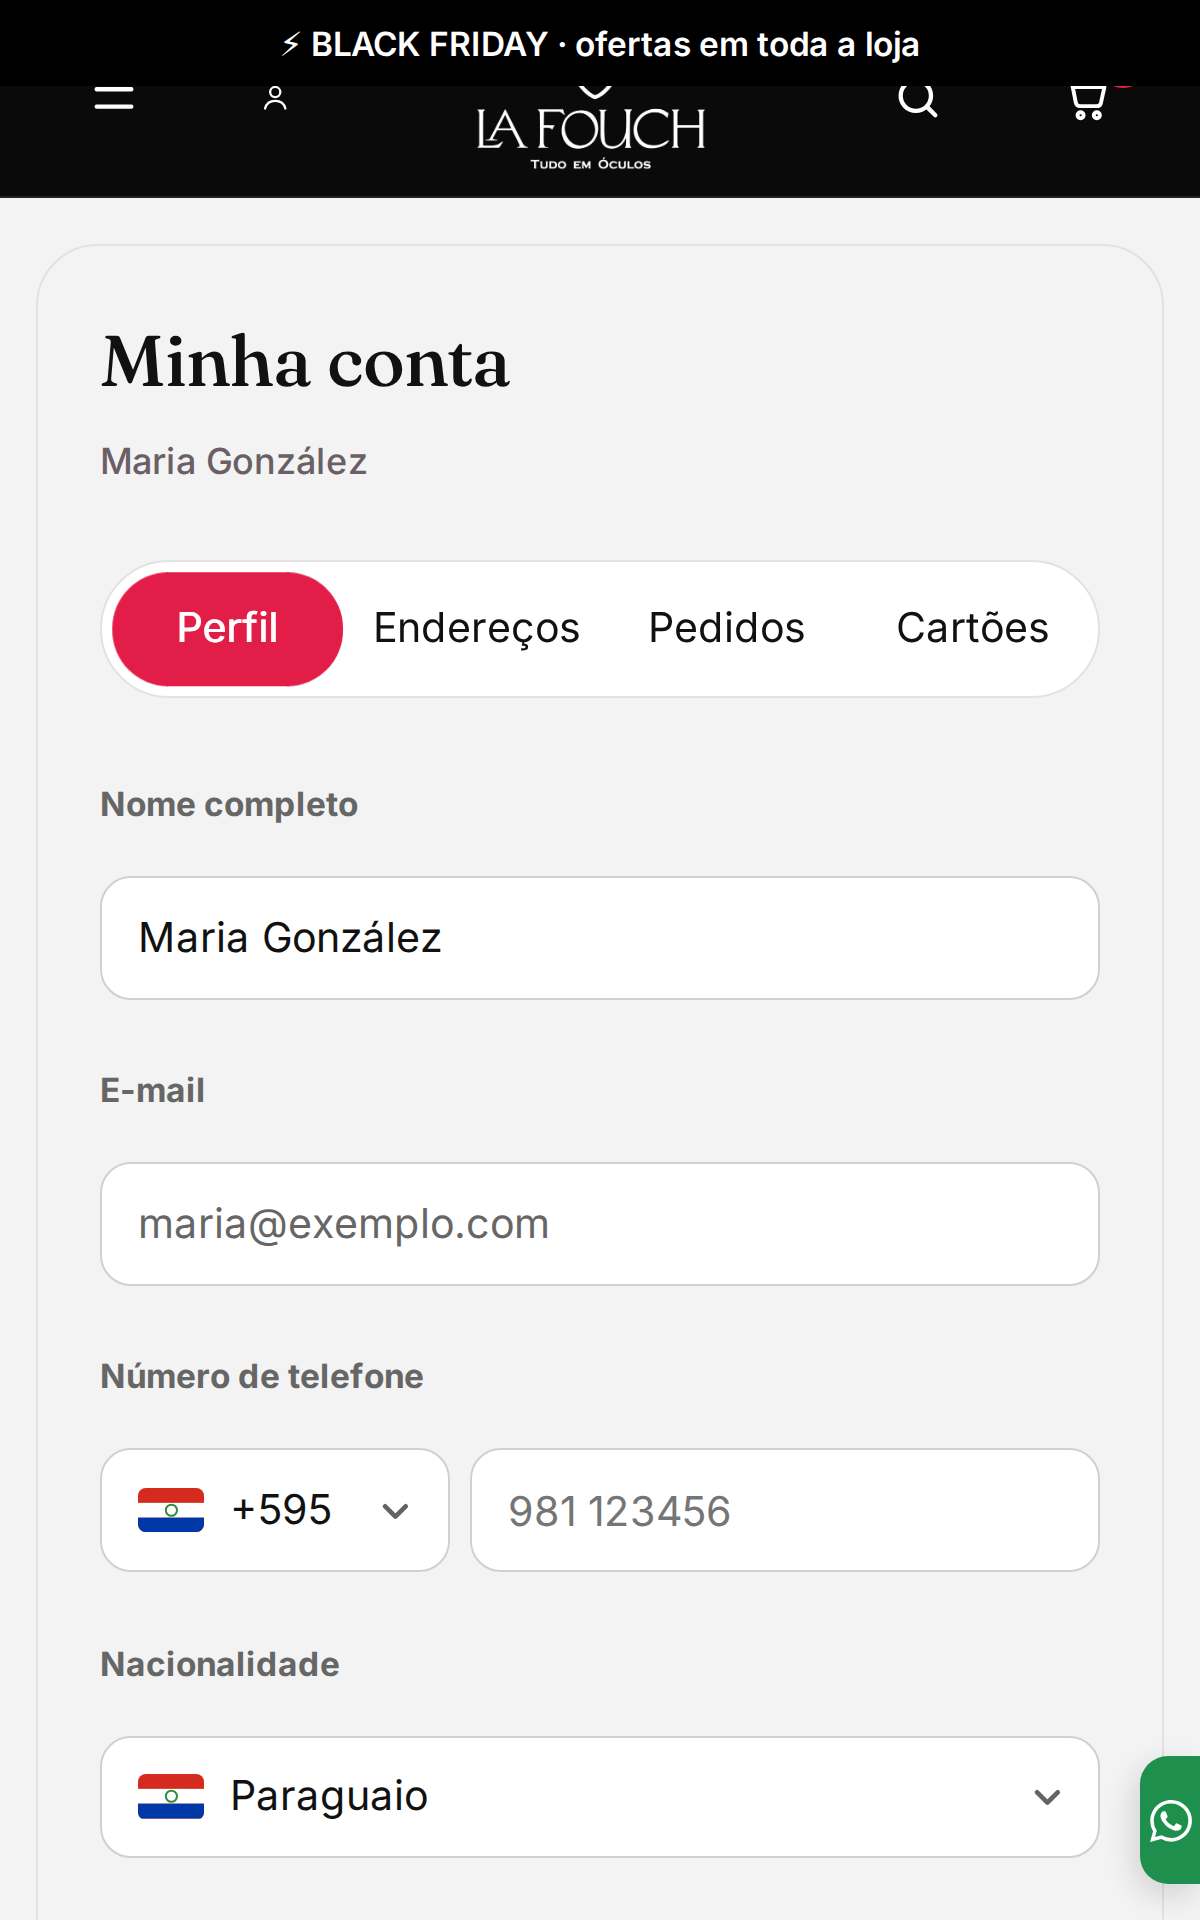 ⚡ BLACK FRIDAY · ofertas em toda a loja
LA FOUCH
Tudo em Óculos
Minha conta
Maria González
Perfil Endereços Pedidos Cartões
Nome completo
Maria González
E-mail
maria@exemplo.com
Número de telefone
+595 981 123456
Nacionalidade
Paraguaio